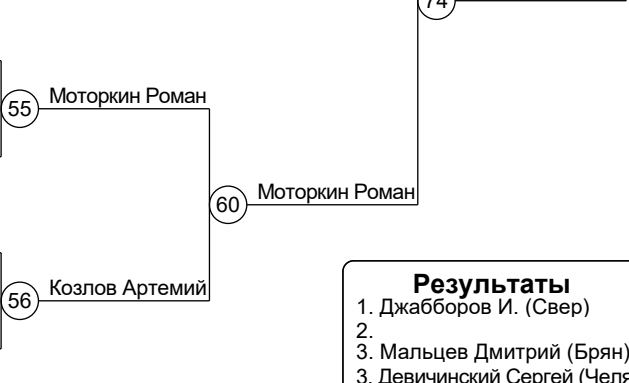 74
55 Моторкин Роман
60 Моторкин Роман
56 Козлов Артемий
Результаты
1. Джабборов И. (Свер)
2.
3. Мальцев Дмитрий (Брян)
3. Девичинский Сергей (Челя